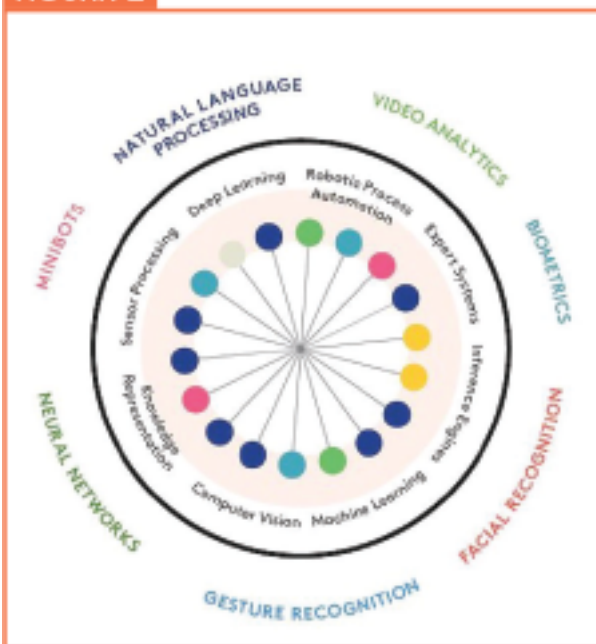 NATURAL LANGUAGE
PROCESSING
VIDEO ANALYTICS
BIOMETRICS
FACIAL RECOGNITION
GESTURE RECOGNITION
NEURAL NETWORKS
MINIBOTS
Deep Learning
Robotic Process
Automation
Expert Systems
Inference Engines
Machine Learning
Computer Vision
Knowledge
Representation
Sensor Processing